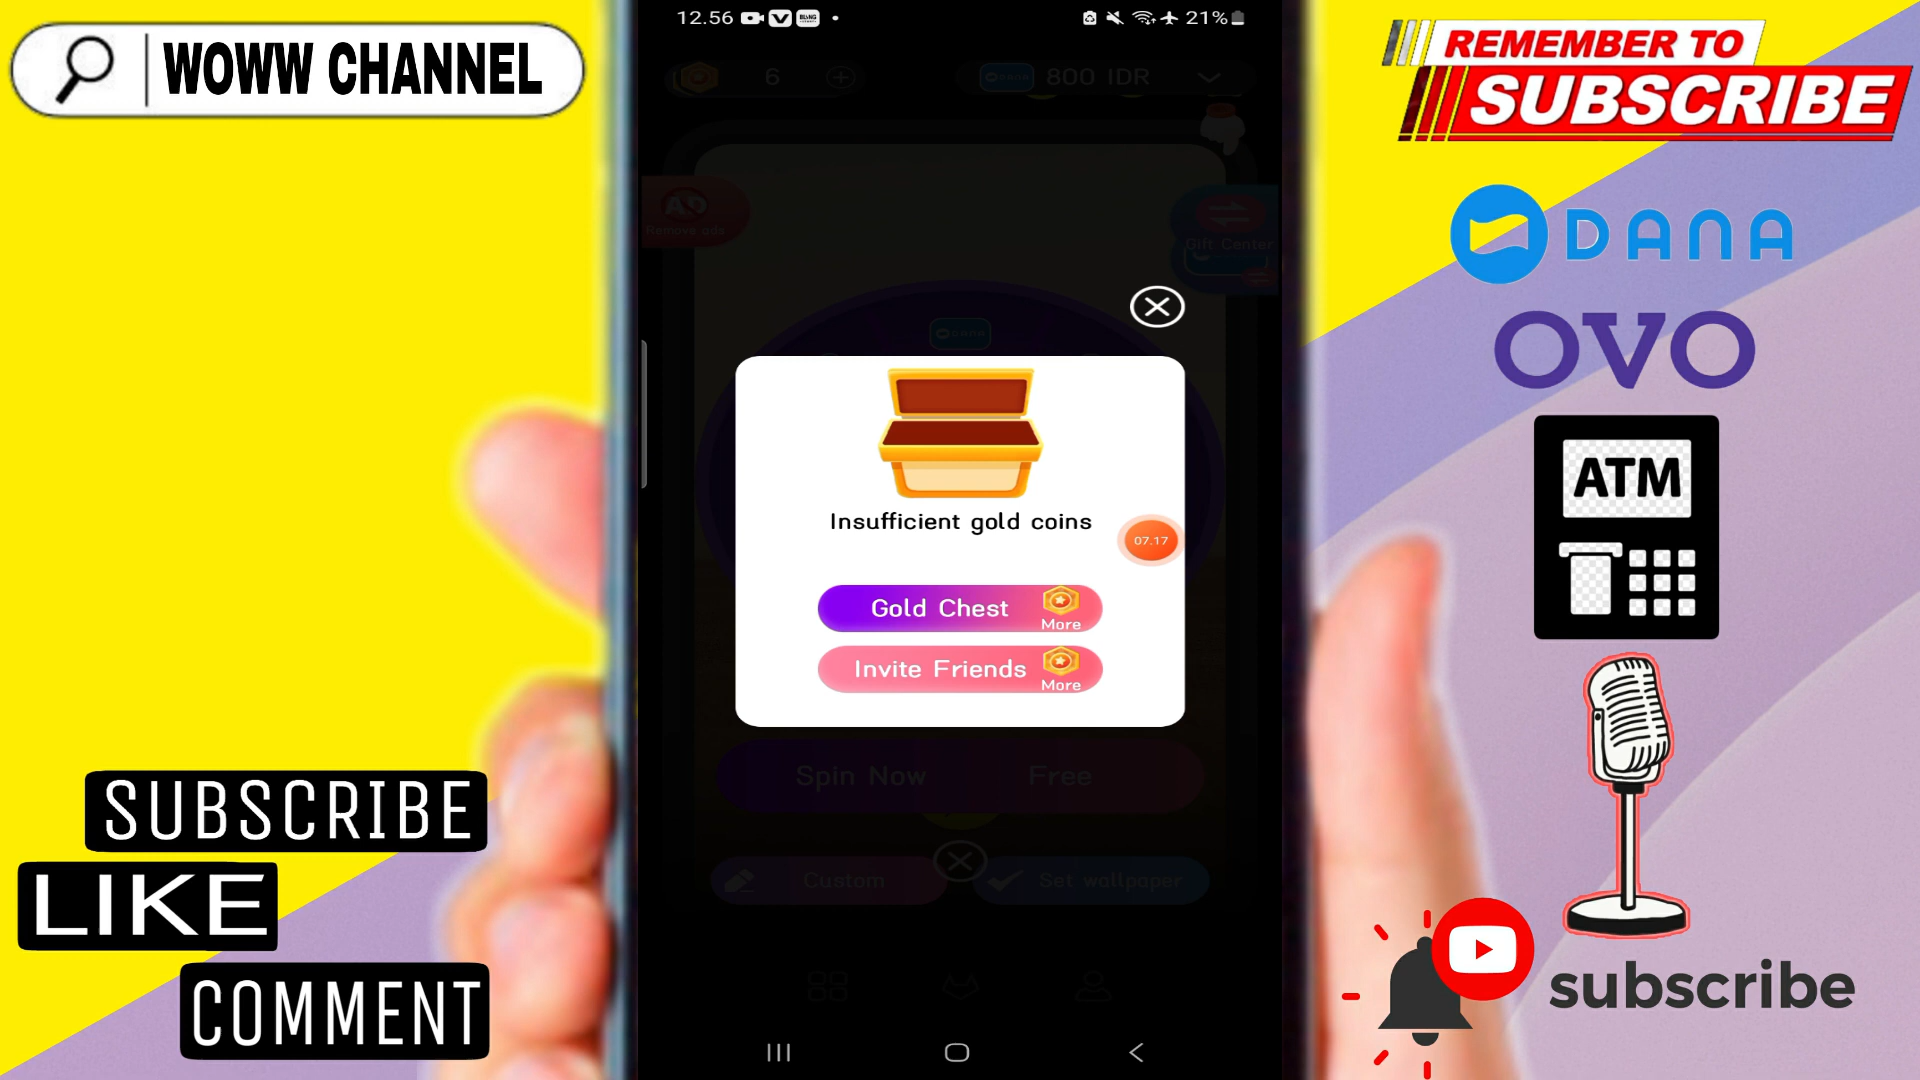 WOWW CHANNEL
12.56
21%
6
DANA
800 IDR
Remove ads
Gift Center
DANA
Insufficient gold coins
07.17
Gold Chest
More
Invite Friends
More
Spin Now Free
Custom
Set wallpaper
SUBSCRIBE
LIKE
COMMENT
REMEMBER TO
SUBSCRIBE
DANA
OVO
ATM
subscribe